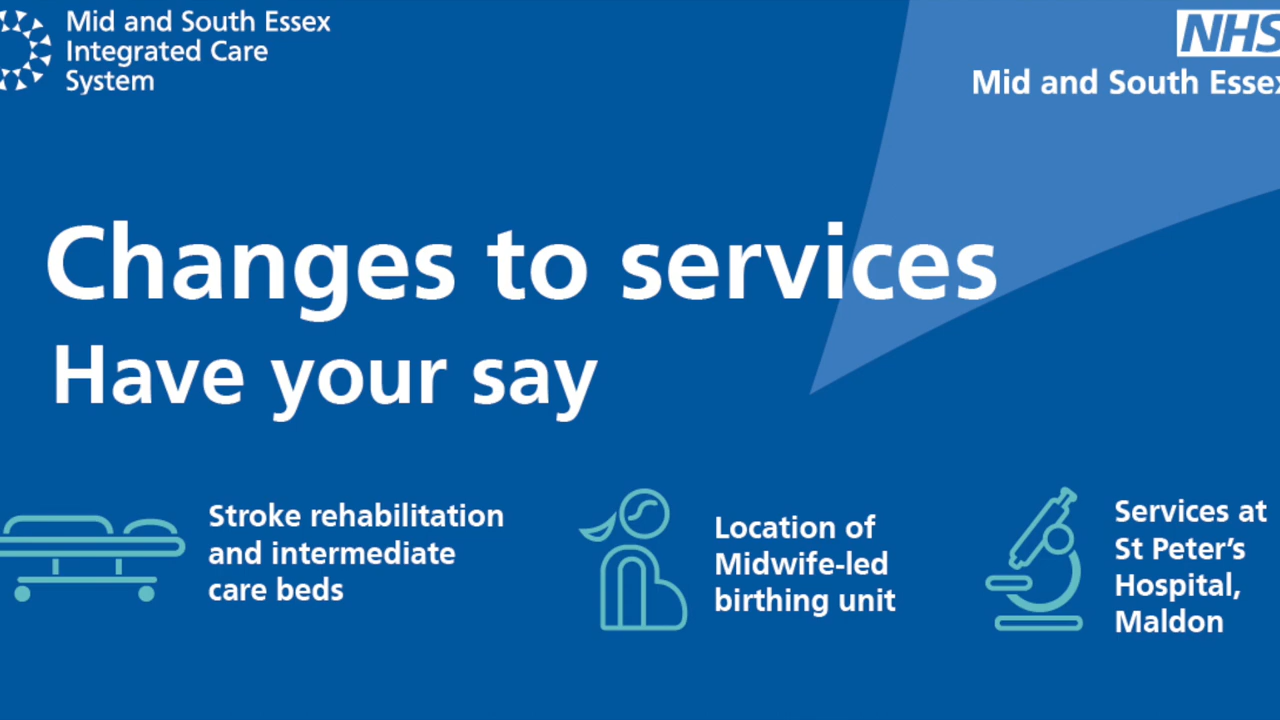 Mid and South Essex
Integrated Care
System
NHS
Mid and South Essex
Changes to services
Have your say
Stroke rehabilitation
and intermediate
care beds
Location of
Midwife-led
birthing unit
Services at
St Peter’s
Hospital,
Maldon